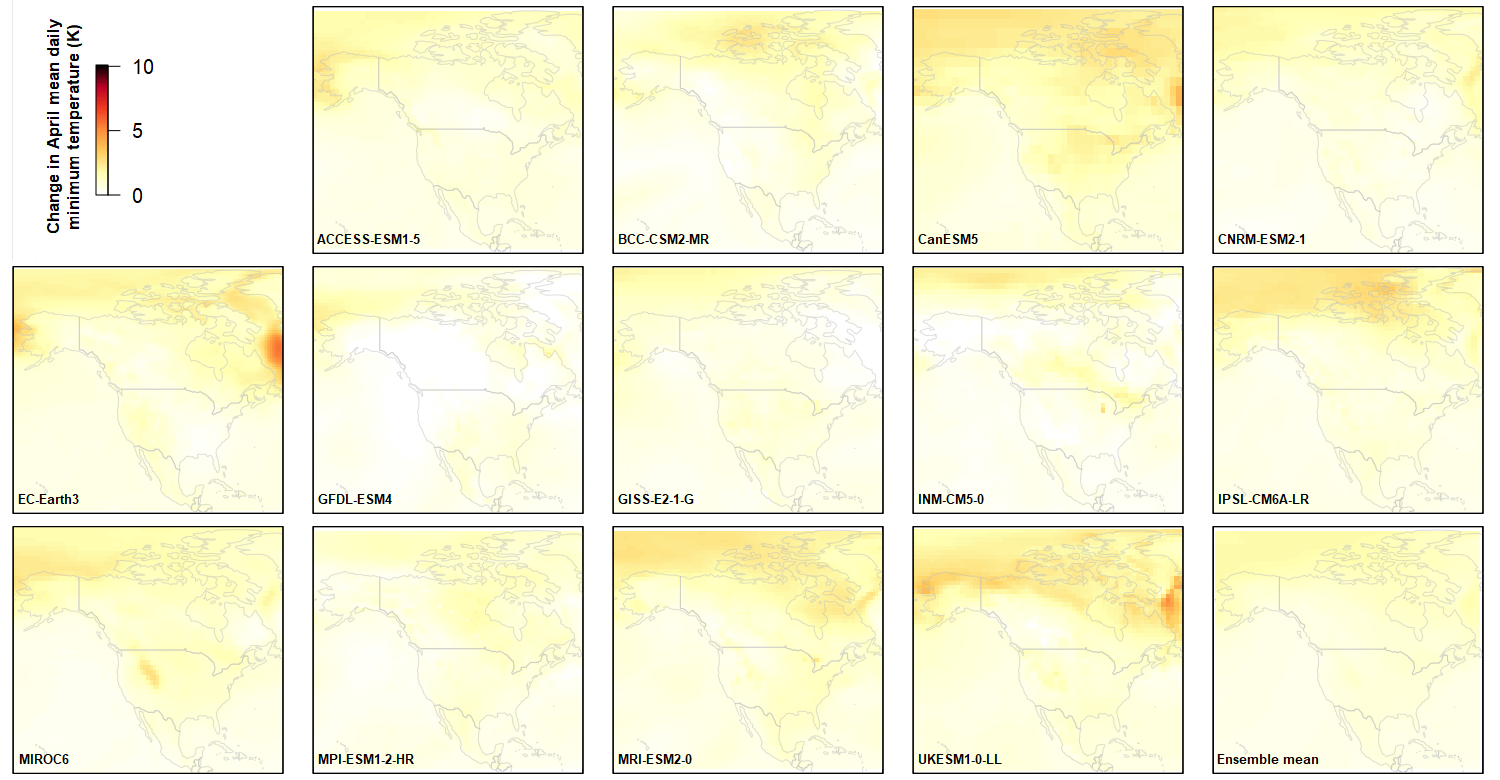 Change in April mean daily
minimum temperature (K)
10
5
0
ACCESS-ESM1-5
BCC-CSM2-MR
CanESM5
CNRM-ESM2-1
EC-Earth3
GFDL-ESM4
GISS-E2-1-G
INM-CM5-0
IPSL-CM6A-LR
MIROC6
MPI-ESM1-2-HR
MRI-ESM2-0
UKESM1-0-LL
Ensemble mean